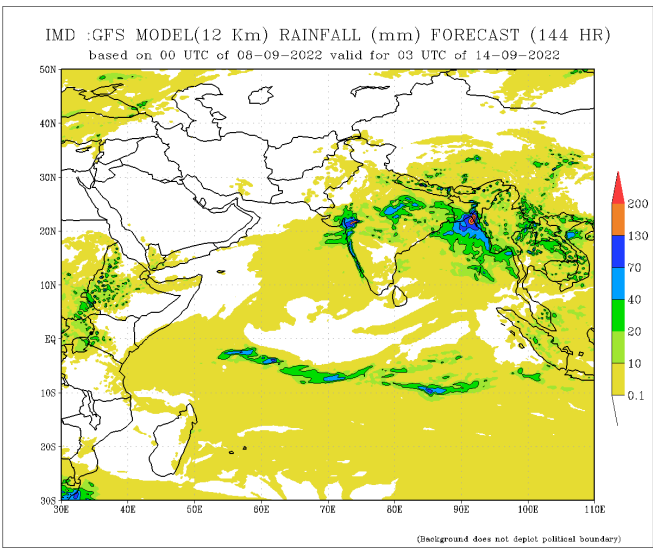 IMD :GFS MODEL(12 Km) RAINFALL (mm) FORECAST (144 HR)
based on 00 UTC of 08-09-2022 valid for 03 UTC of 14-09-2022
50N
40N
30N
20N
10N
EQ
10S
20S
30S
30E 40E 50E 60E 70E 80E 90E 100E 110E
200
130
70
40
20
10
0.1
(Background does not depict political boundary)